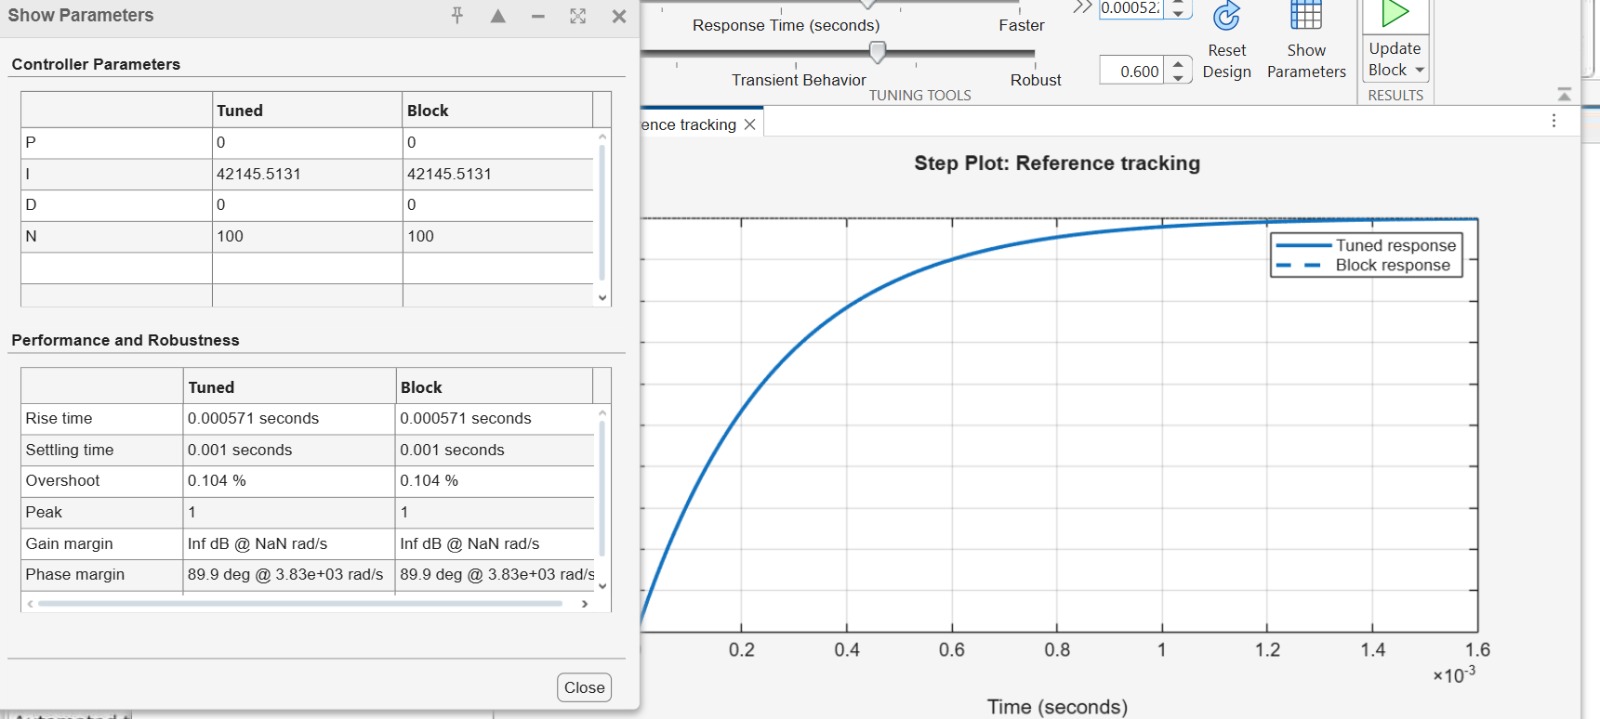 Show Parameters
Controller Parameters
Tuned Block
P 0 0
I 42145.5131 42145.5131
D 0 0
N 100 100
Performance and Robustness
Tuned Block
Rise time 0.000571 seconds 0.000571 seconds
Settling time 0.001 seconds 0.001 seconds
Overshoot 0.104 % 0.104 %
Peak 1 1
Gain margin Inf dB @ NaN rad/s Inf dB @ NaN rad/s
Phase margin 89.9 deg @ 3.83e+03 rad/s 89.9 deg @ 3.83e+03 rad/s
Close
Response Time (seconds) Faster
Transient Behavior Robust
0.600
Reset Design
Show Parameters
Update Block
TUNING TOOLS
RESULTS
ence tracking
Step Plot: Reference tracking
Tuned response
Block response
0.2 0.4 0.6 0.8 1 1.2 1.4 1.6
×10-3
Time (seconds)